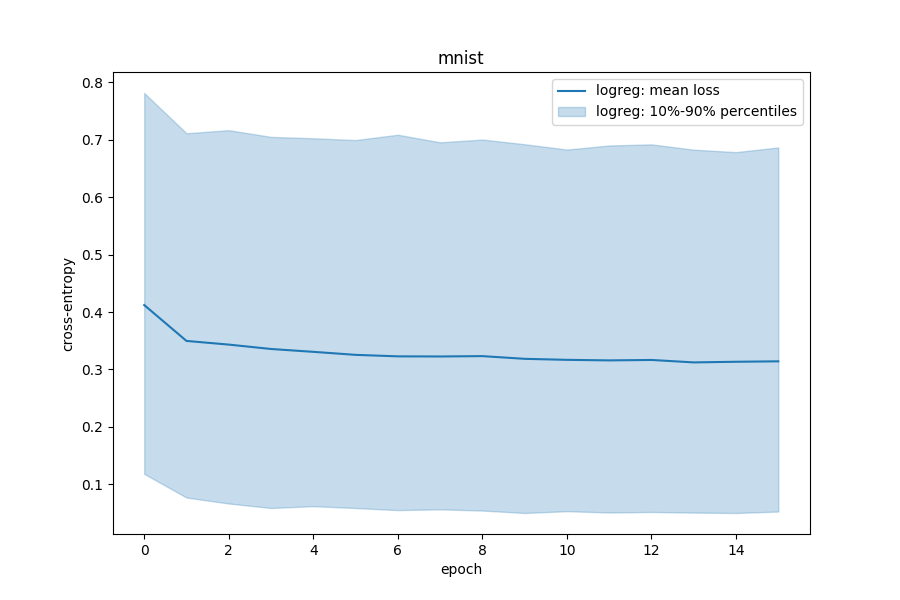 mnist
logreg: mean loss
logreg: 10%-90% percentiles
cross-entropy
0.8
0.7
0.6
0.5
0.4
0.3
0.2
0.1
0 2 4 6 8 10 12 14
epoch